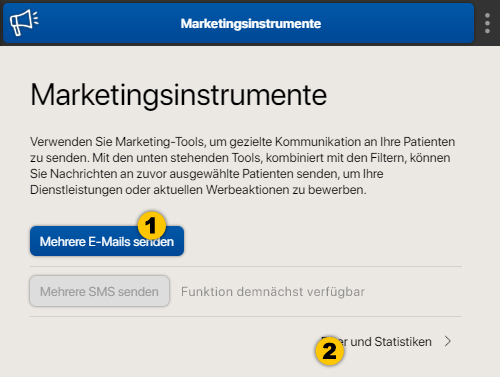 Marketingsinstrumente
Marketingsinstrumente
Verwenden Sie Marketing-Tools, um gezielte Kommunikation an Ihre Patienten
zu senden. Mit den unten stehenden Tools, kombiniert mit den Filtern, können
Sie Nachrichten an zuvor ausgewählte Patienten senden, um Ihre
Dienstleistungen oder aktuellen Werbeaktionen zu bewerben.
1
Mehrere E-Mails senden
Mehrere SMS senden Funktion demnächst verfügbar
2 und Statistiken